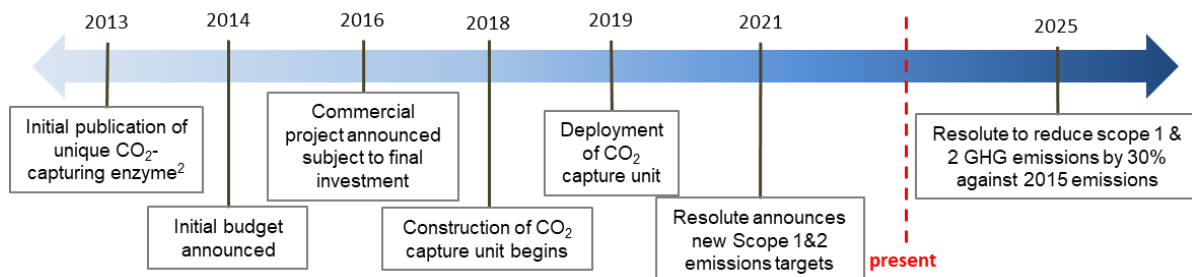 2013
2014
2016
2018
2019
2021
2025
Initial publication of
unique CO₂-
capturing enzyme²
Initial budget
announced
Commercial
project announced
subject to final
investment
Construction of CO₂
capture unit begins
Deployment
of CO₂
capture unit
Resolute announces
new Scope 1&2
emissions targets
present
Resolute to reduce scope 1 &
2 GHG emissions by 30%
against 2015 emissions